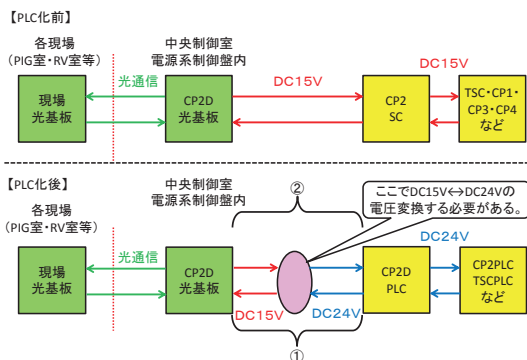 【PLC化前】
各現場
(PIG室・RV室等)
中央制御室
電源系制御盤内
光通信
DC15V
DC15V
現場
光基板
CP2D
光基板
CP2
SC
TSC・CP1・
CP3・CP4
など
【PLC化後】
各現場
(PIG室・RV室等)
中央制御室
電源系制御盤内
②
ここでDC15V↔DC24Vの
電圧変換する必要がある。
光通信
DC24V
現場
光基板
CP2D
光基板
CP2D
PLC
CP2PLC
TSCPLC
など
DC15V
DC24V
①